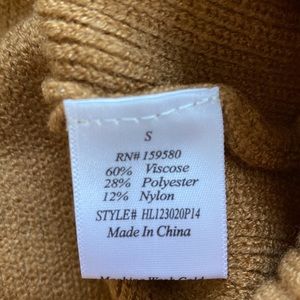 S
RN# 159580
60% Viscose
28% Polyester
12% Nylon
STYLE# HL123020P14
Made In China